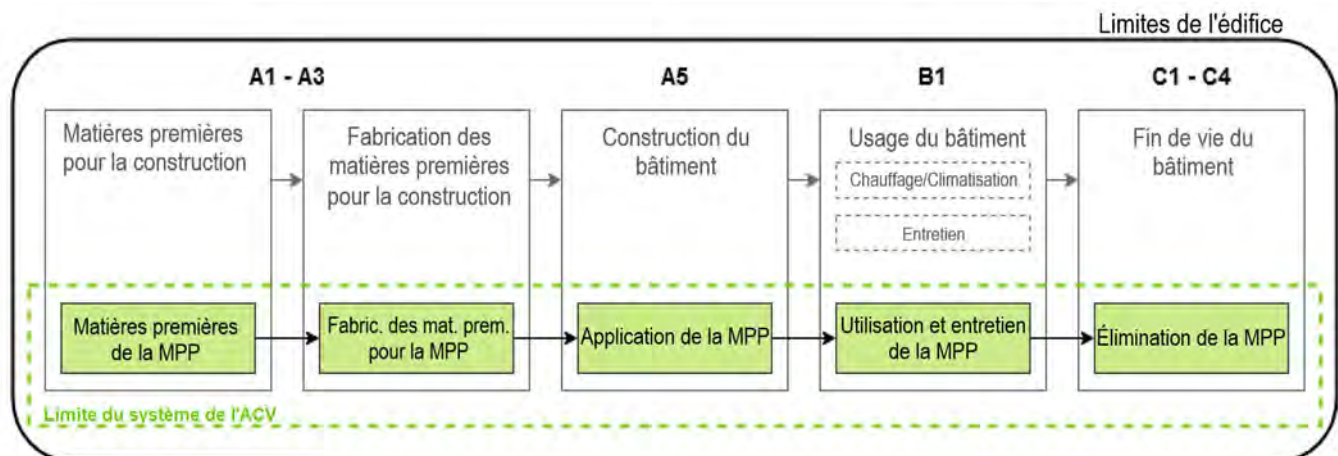 Limites de l'édifice
A1 - A3
A5
B1
C1 - C4
Matières premières
pour la construction
Fabrication des
matières premières
pour la construction
Construction du
bâtiment
Usage du bâtiment
Chauffage/Climatisation
Entretien
Fin de vie du
bâtiment
Matières premières
de la MPP
Fabric. des mat. prem.
pour la MPP
Application de la MPP
Utilisation et entretien
de la MPP
Élimination de la MPP
Limite du système de l'ACV